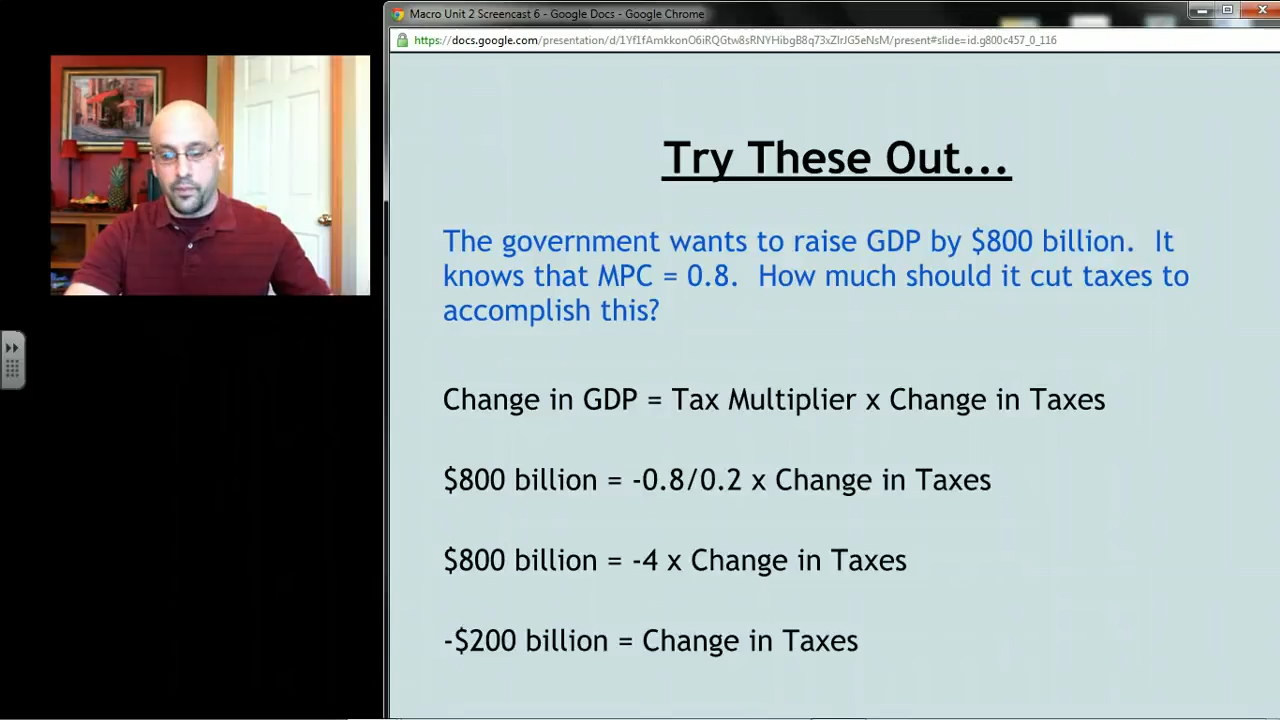 Macro Unit 2 Screencast 6 - Google Docs - Google Chrome
https://docs.google.com/presentation/d/1Yf1fAmkkonO6iRQGtw8sRNYHibgB8q73xZIrJG5eNsM/present#slide=id.g800c457_0_116
Try These Out...
The government wants to raise GDP by $800 billion. It
knows that MPC = 0.8. How much should it cut taxes to
accomplish this?
Change in GDP = Tax Multiplier x Change in Taxes
$800 billion = -0.8/0.2 x Change in Taxes
$800 billion = -4 x Change in Taxes
-$200 billion = Change in Taxes